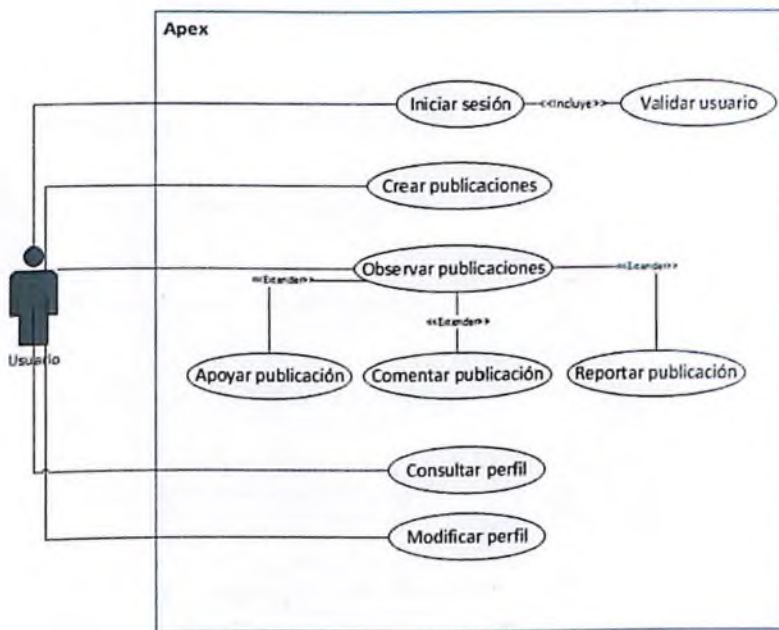 Apex
Iniciar sesión
<<Incluye>>
Validar usuario
Crear publicaciones
Observar publicaciones
<<Extender>>
<<Extender>>
<<Extender>>
Usuario
Apoyar publicación
Comentar publicación
Reportar publicación
Consultar perfil
Modificar perfil